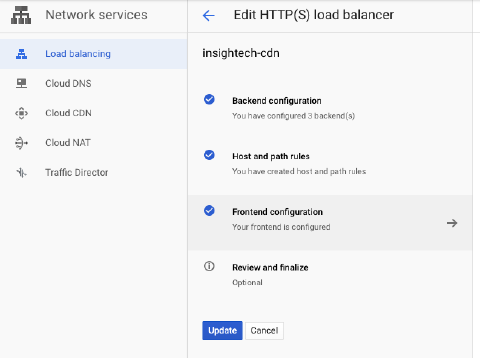 Network services
Load balancing
Cloud DNS
Cloud CDN
Cloud NAT
Traffic Director
Edit HTTP(S) load balancer
insightech-cdn
Backend configuration
You have configured 3 backend(s)
Host and path rules
You have created host and path rules
Frontend configuration
Your frontend is configured
Review and finalize
Optional
Update Cancel